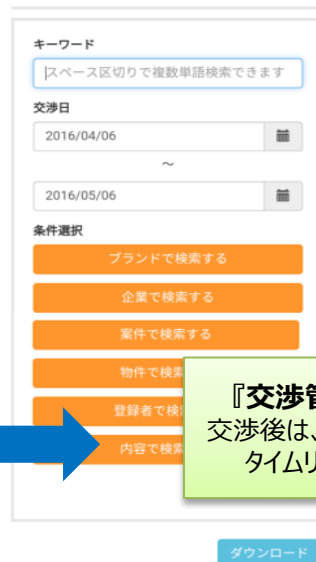 キーワード
スペース区切りで複数単語検索できます
交渉日
2016/04/06
～
2016/05/06
条件選択
ブランドで検索する
企業で検索する
案件で検索する
物件で検索
登録者で検
内容で検索
『交渉管
交渉後は、
タイムリ
ダウンロード